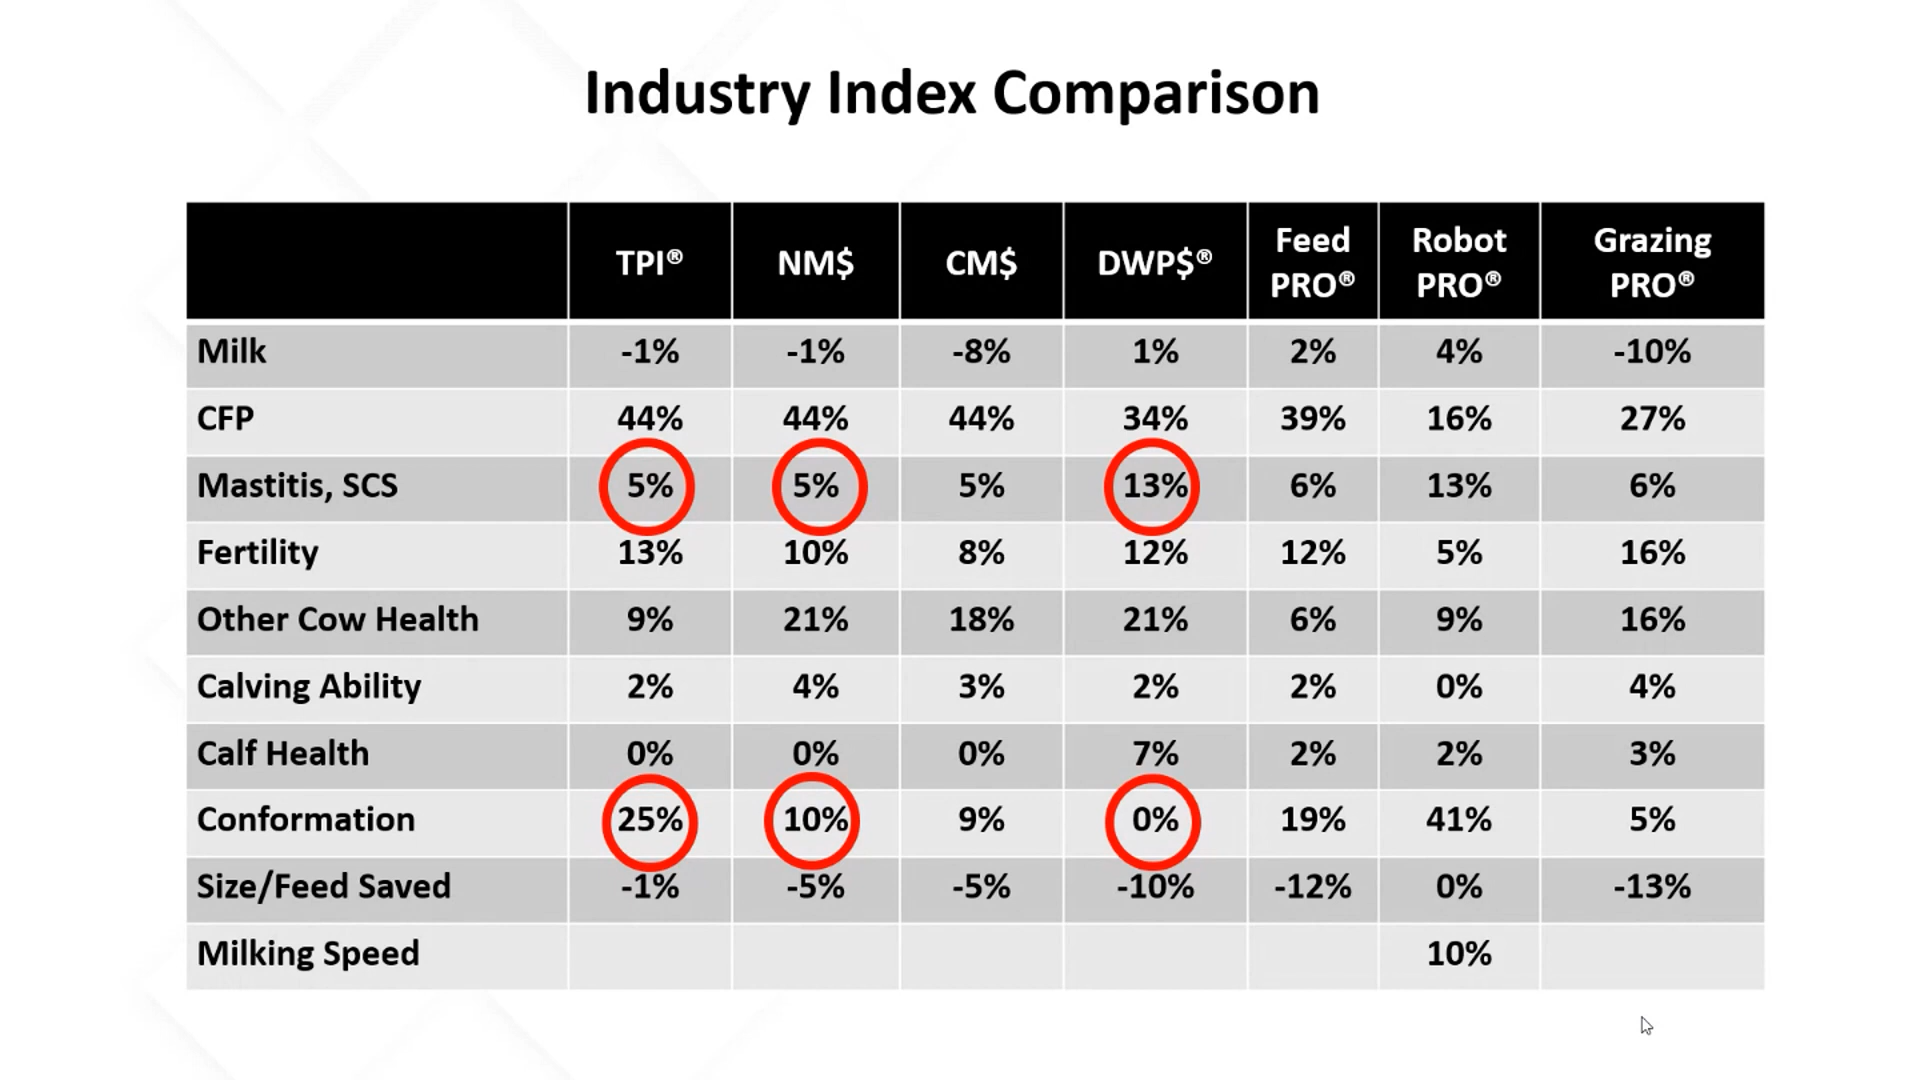 Industry Index Comparison
TPI® NM$ CM$ DWP$® Feed PRO® Robot PRO® Grazing PRO®
Milk -1% -1% -8% 1% 2% 4% -10%
CFP 44% 44% 44% 34% 39% 16% 27%
Mastitis, SCS 5% 5% 5% 13% 6% 13% 6%
Fertility 13% 10% 8% 12% 12% 5% 16%
Other Cow Health 9% 21% 18% 21% 6% 9% 16%
Calving Ability 2% 4% 3% 2% 2% 0% 4%
Calf Health 0% 0% 0% 7% 2% 2% 3%
Conformation 25% 10% 9% 0% 19% 41% 5%
Size/Feed Saved -1% -5% -5% -10% -12% 0% -13%
Milking Speed 10%